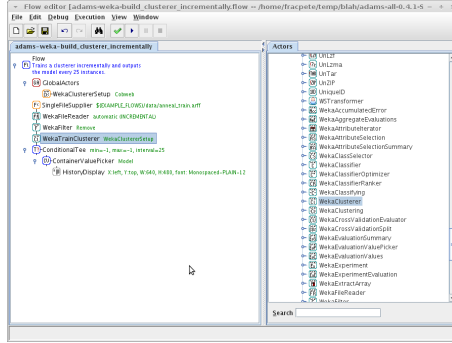 Flow editor [adams-weka-build_clusterer_incrementally.flow -- /home/fracpete/temp/blah/adams-all-0.4.1-S
File Edit Debug Execution View Window
adams-weka-build_clusterer_incrementally
Flow
Trains a clusterer incrementally and outputs
the model every 25 instances.
GlobalActors
WekaClustererSetup Cobweb
SingleFileSupplier ${EXAMPLE_FLOWS}/data/anneal_train.arff
WekaFileReader automatic (INCREMENTAL)
WekaFilter Remove
WekaTrainClusterer WekaClustererSetup
ConditionalTee min=-1, max=-1, interval=25
ContainerValuePicker Model
HistoryDisplay X:left, Y:top, W:640, H:400, font: Monospaced-PLAIN-12
Actors
UnLzf
UnLzma
UnTar
UnZIP
UniqueID
WSTransformer
WekaAccumulatedError
WekaAggregateEvaluations
WekaAttributeIterator
WekaAttributeSelection
WekaAttributeSelectionSummary
WekaClassSelector
WekaClassifier
WekaClassifierOptimizer
WekaClassifierRanker
WekaClassifying
WekaClusterer
WekaClustering
WekaCrossValidationEvaluator
WekaCrossValidationSplit
WekaEvaluationSummary
WekaEvaluationValuePicker
WekaEvaluationValues
WekaExperiment
WekaExperimentEvaluation
WekaExtractArray
WekaFileReader
WekaFilter
Search